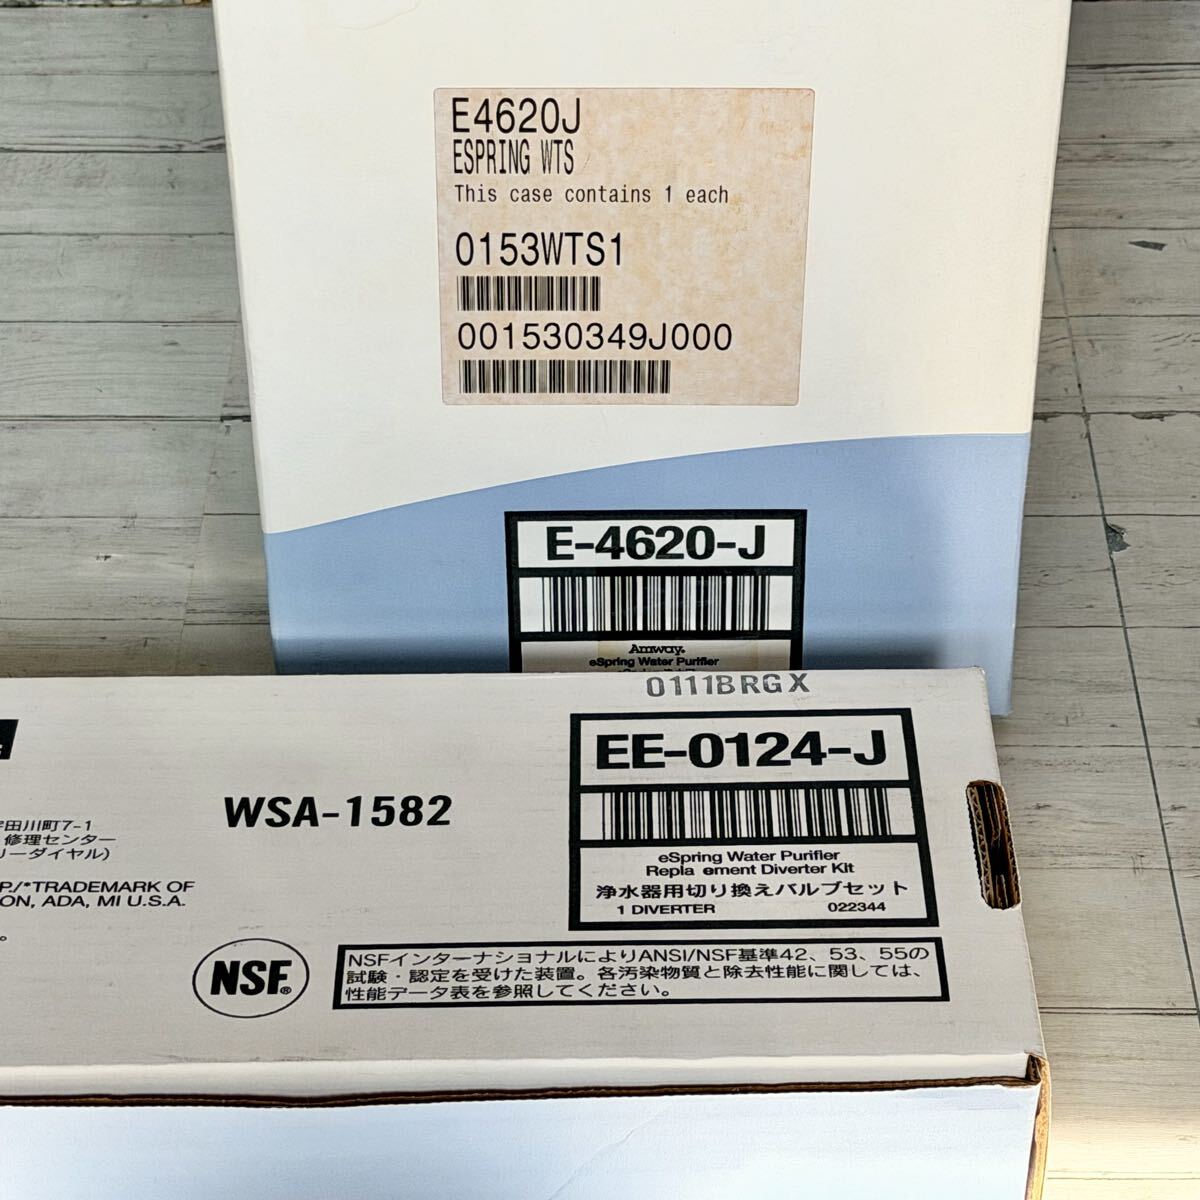 E4620J
ESPRING WTS
This case contains 1 each
0153WTS1
001530349J000
E-4620-J
Amway®
eSpring Water Purifier
0111BRGX
EE-0124-J
WSA-1582
eSpring Water Purifier
Repla ement Diverter Kit
浄水器用切り換えバルブセット
1 DIVERTER 022344
田川町7-1
修理センター
リーダイヤル)
P./*TRADEMARK OF
ON, ADA, MI U.S.A.
。
NSF®
NSFインターナショナルによりANSI/NSF基準42、53、55の
試験・認定を受けた装置。各汚染物質と除去性能に関しては、
性能データ表を参照してください。